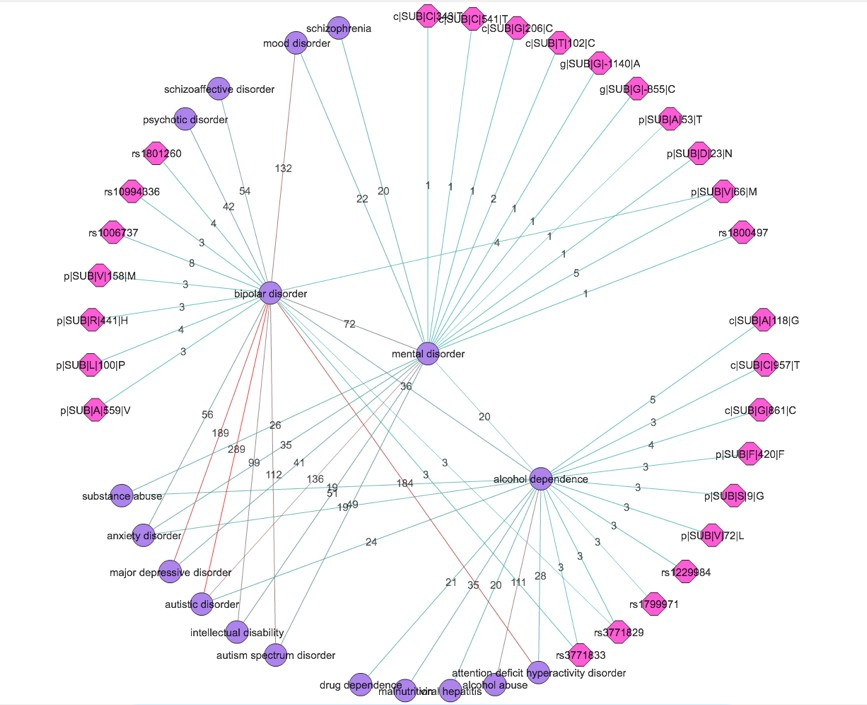 schizophrenia
mood disorder
schizoaffective disorder
psychotic disorder
rs1801260
rs10994336
rs1006737
p|SUB|V|158|M
p|SUB|R|441|H
p|SUB|L|100|P
p|SUB|A|559|V
c|SUB|C|541|T
c|SUB|G|206|C
c|SUB|T|102|C
g|SUB|G|-1140|A
g|SUB|G|-855|C
p|SUB|A|53|T
p|SUB|D|23|N
p|SUB|V|66|M
rs1800497
132
54
42
4
3
8
3
3
4
3
22
20
1
1
1
2
1
1
1
1
5
1
4
bipolar disorder
72
mental disorder
36
20
c|SUB|A|118|G
c|SUB|C|957|T
c|SUB|G|861|C
p|SUB|F|420|F
p|SUB|S|9|G
p|SUB|V|72|L
rs1229984
rs1799971
rs3771829
rs3771833
5
3
4
3
3
3
3
3
3
alcohol dependence
56
189
289
99
112
26
35
41
136
19
51
19
49
184
3
3
24
substance abuse
anxiety disorder
major depressive disorder
autistic disorder
intellectual disability
autism spectrum disorder
21
35
20
111
28
attention deficit hyperactivity disorder
drug dependence
malnutrition
viral hepatitis
alcohol abuse